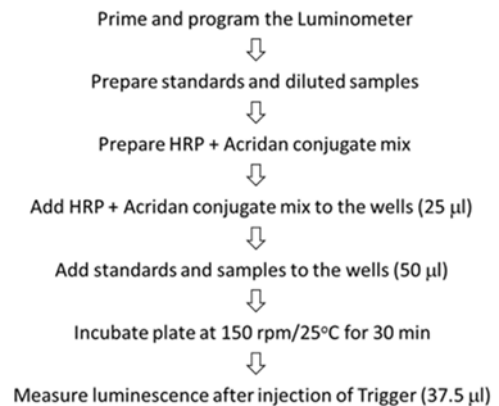 Prime and program the Luminometer
Prepare standards and diluted samples
Prepare HRP + Acridan conjugate mix
Add HRP + Acridan conjugate mix to the wells (25 µl)
Add standards and samples to the wells (50 µl)
Incubate plate at 150 rpm/25°C for 30 min
Measure luminescence after injection of Trigger (37.5 µl)